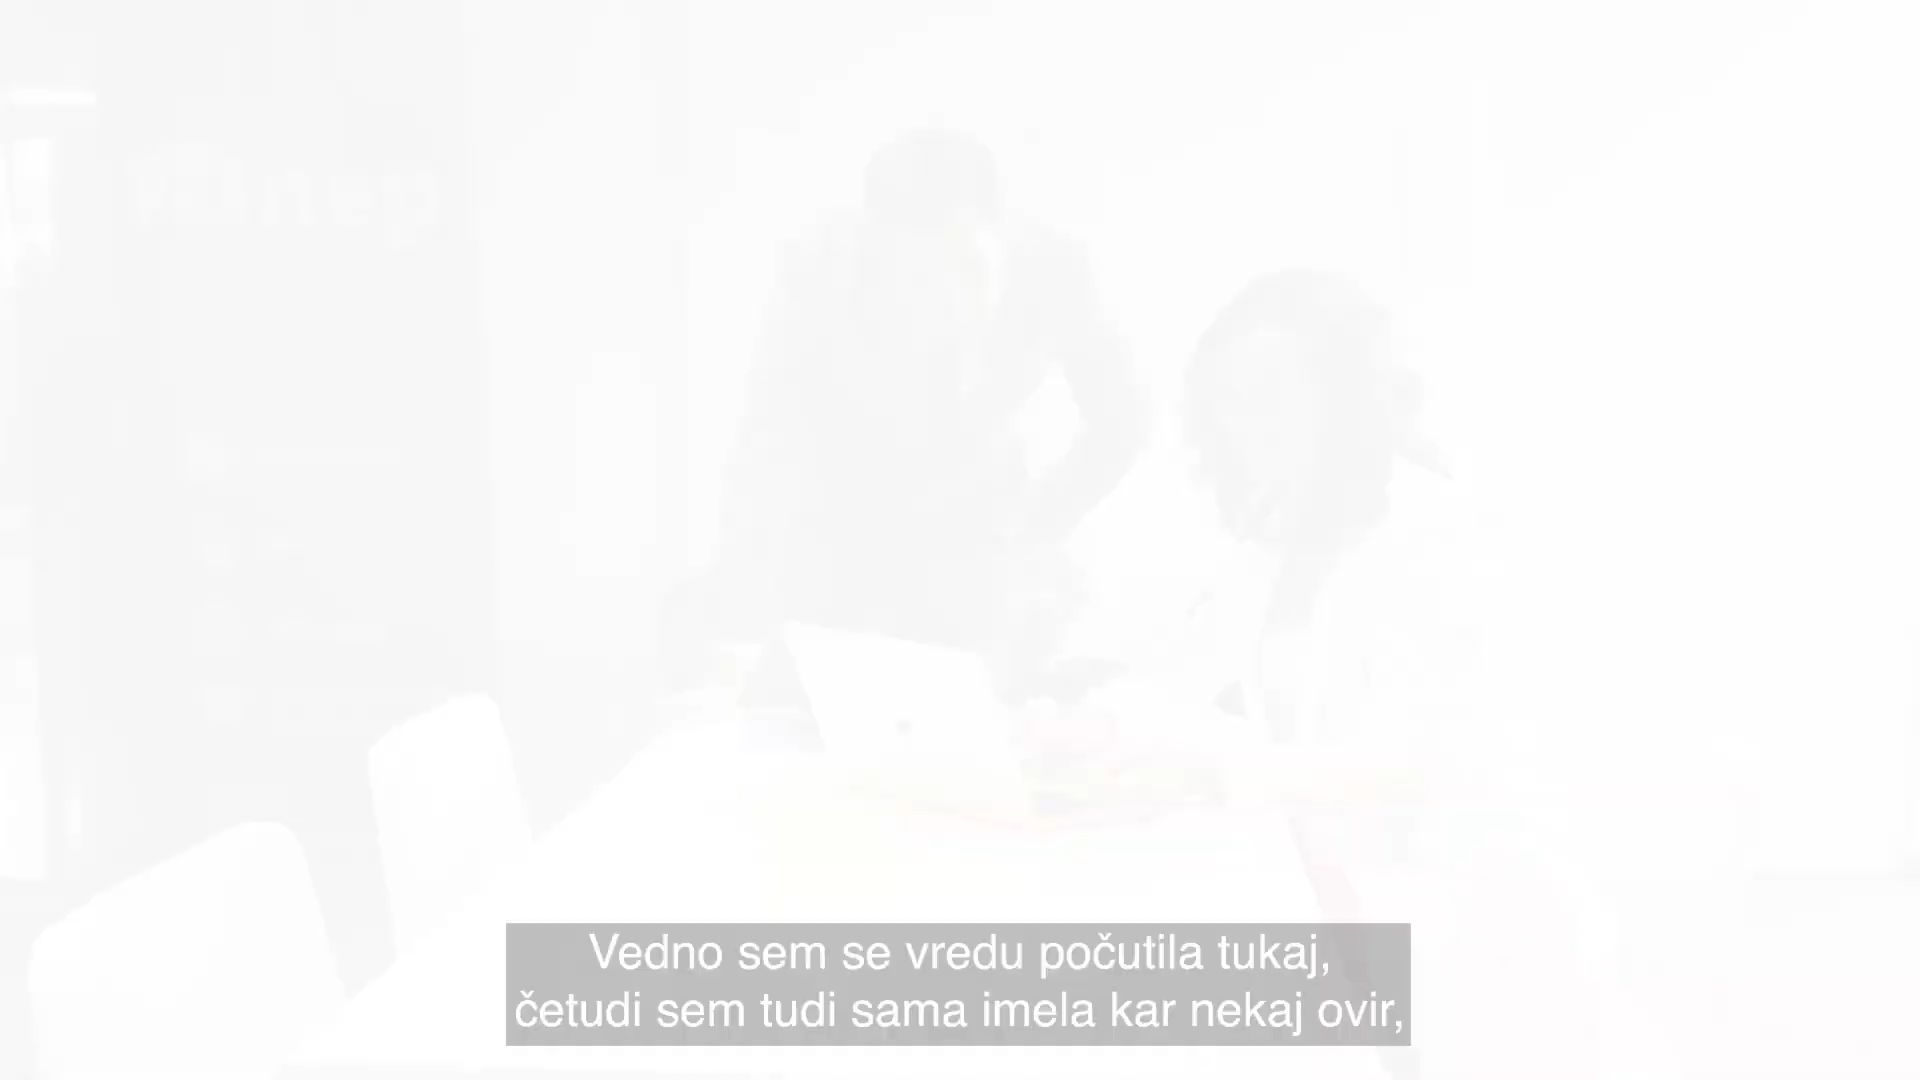 Vedno sem se vredu počutila tukaj,
četudi sem tudi sama imela kar nekaj ovir,